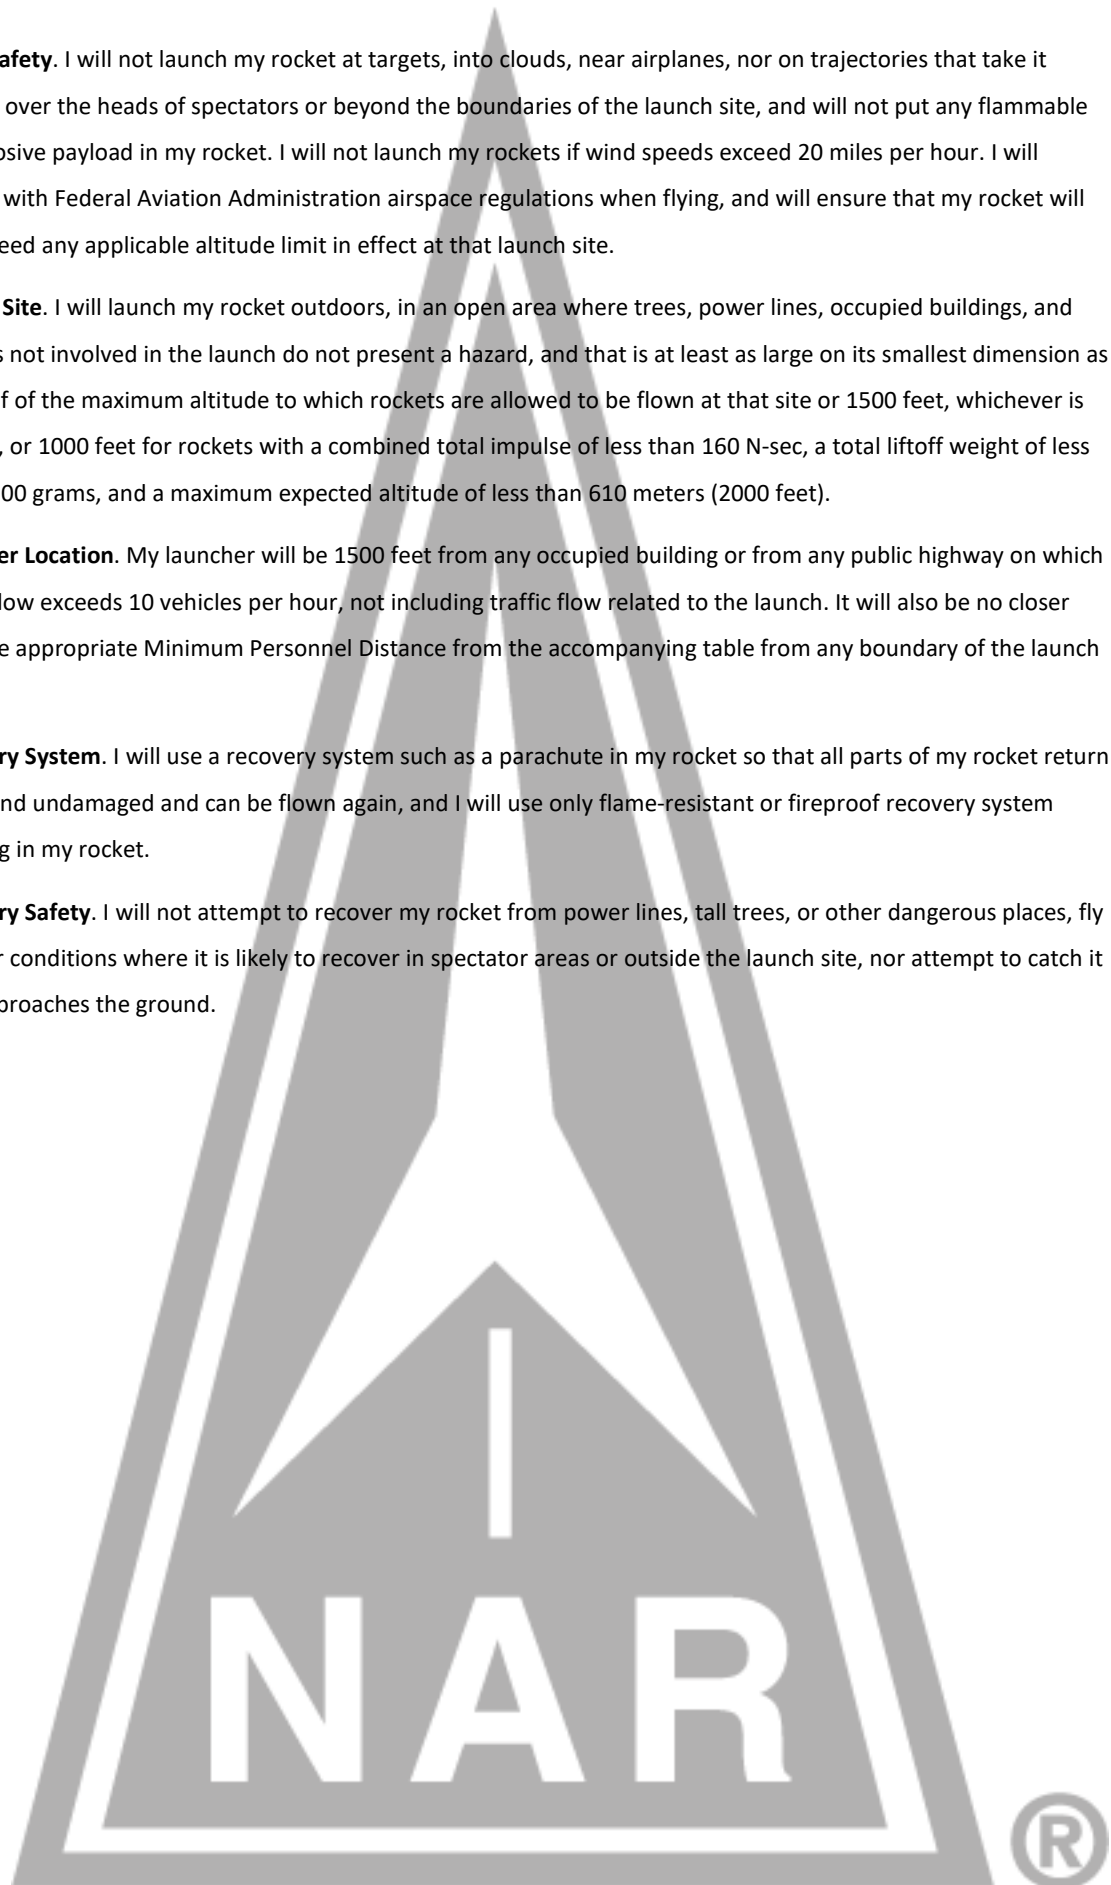 afety. I will not launch my rocket at targets, into clouds, near airplanes, nor on trajectories that take it
over the heads of spectators or beyond the boundaries of the launch site, and will not put any flammable
osive payload in my rocket. I will not launch my rockets if wind speeds exceed 20 miles per hour. I will
with Federal Aviation Administration airspace regulations when flying, and will ensure that my rocket will
eed any applicable altitude limit in effect at that launch site.
Site. I will launch my rocket outdoors, in an open area where trees, power lines, occupied buildings, and
s not involved in the launch do not present a hazard, and that is at least as large on its smallest dimension as
f of the maximum altitude to which rockets are allowed to be flown at that site or 1500 feet, whichever is
, or 1000 feet for rockets with a combined total impulse of less than 160 N-sec, a total liftoff weight of less
00 grams, and a maximum expected altitude of less than 610 meters (2000 feet).
er Location. My launcher will be 1500 feet from any occupied building or from any public highway on which
low exceeds 10 vehicles per hour, not including traffic flow related to the launch. It will also be no closer
e appropriate Minimum Personnel Distance from the accompanying table from any boundary of the launch
ry System. I will use a recovery system such as a parachute in my rocket so that all parts of my rocket return
nd undamaged and can be flown again, and I will use only flame-resistant or fireproof recovery system
g in my rocket.
ry Safety. I will not attempt to recover my rocket from power lines, tall trees, or other dangerous places, fly
r conditions where it is likely to recover in spectator areas or outside the launch site, nor attempt to catch it
proaches the ground.
NAR
®